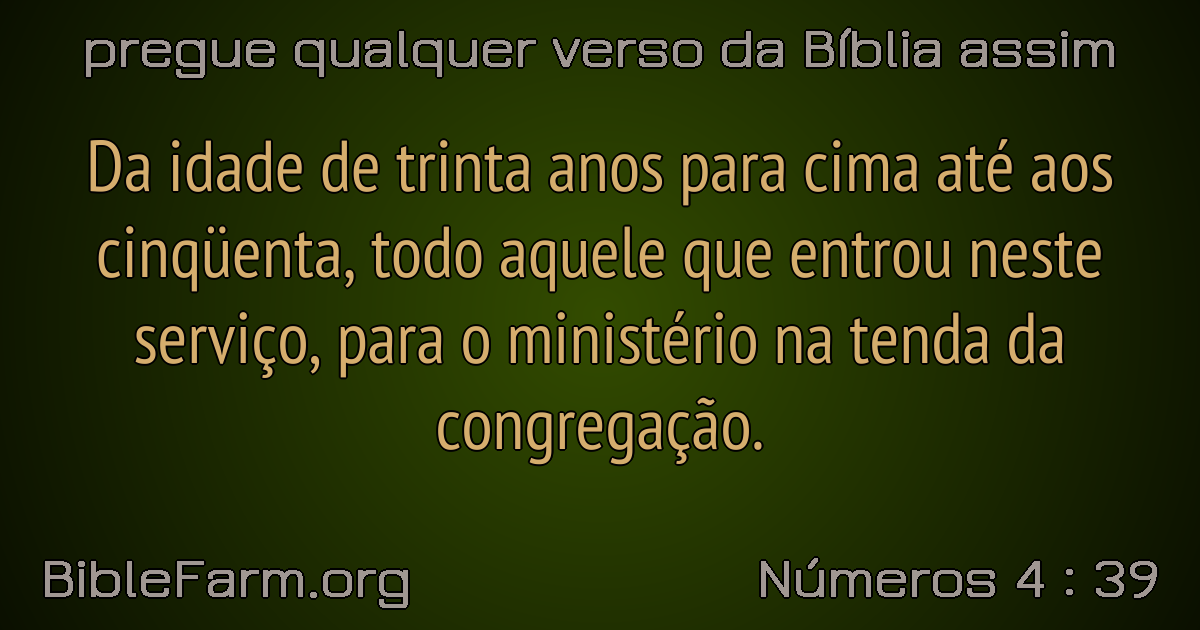 pregue qualquer verso da Bíblia assim
Da idade de trinta anos para cima até aos
cinqüenta, todo aquele que entrou neste
serviço, para o ministério na tenda da
congregação.
BibleFarm.org
Números 4 : 39